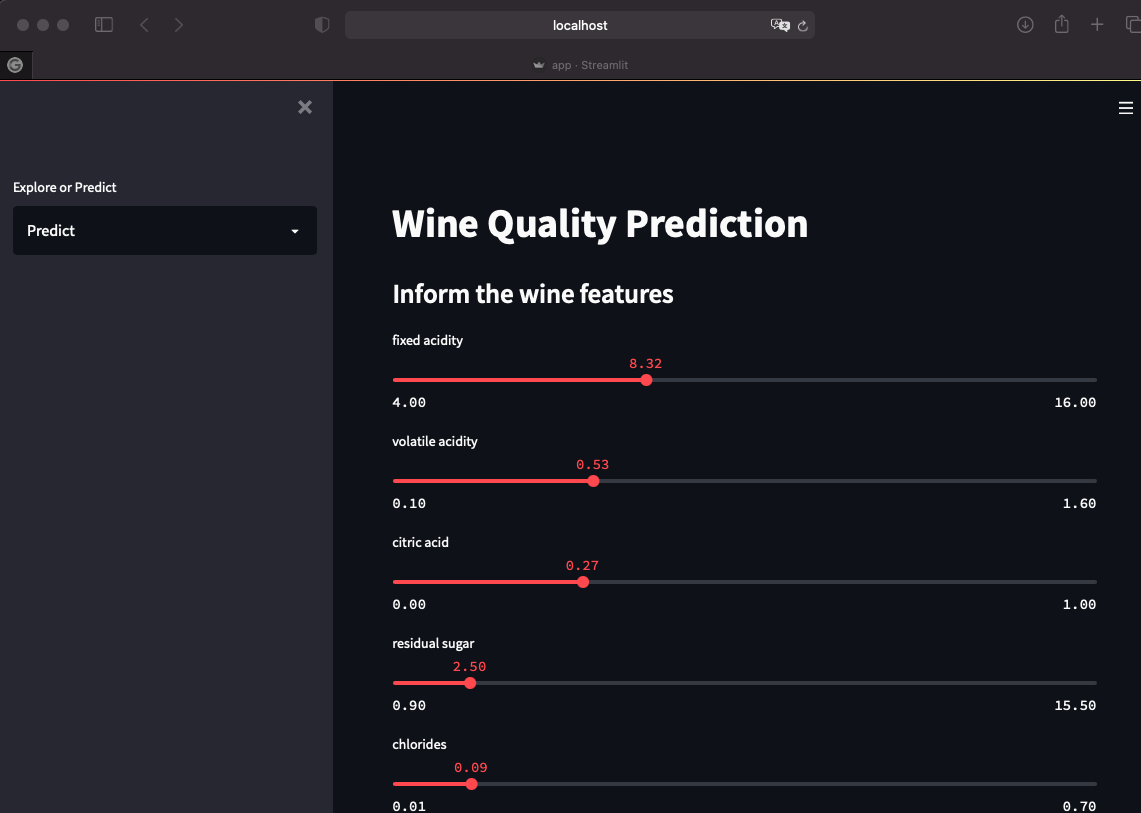 localhost
app · Streamlit
Explore or Predict
Predict
Wine Quality Prediction
Inform the wine features
fixed acidity
8.32
4.00 16.00
volatile acidity
0.53
0.10 1.60
citric acid
0.27
0.00 1.00
residual sugar
2.50
0.90 15.50
chlorides
0.09
0.01 0.70